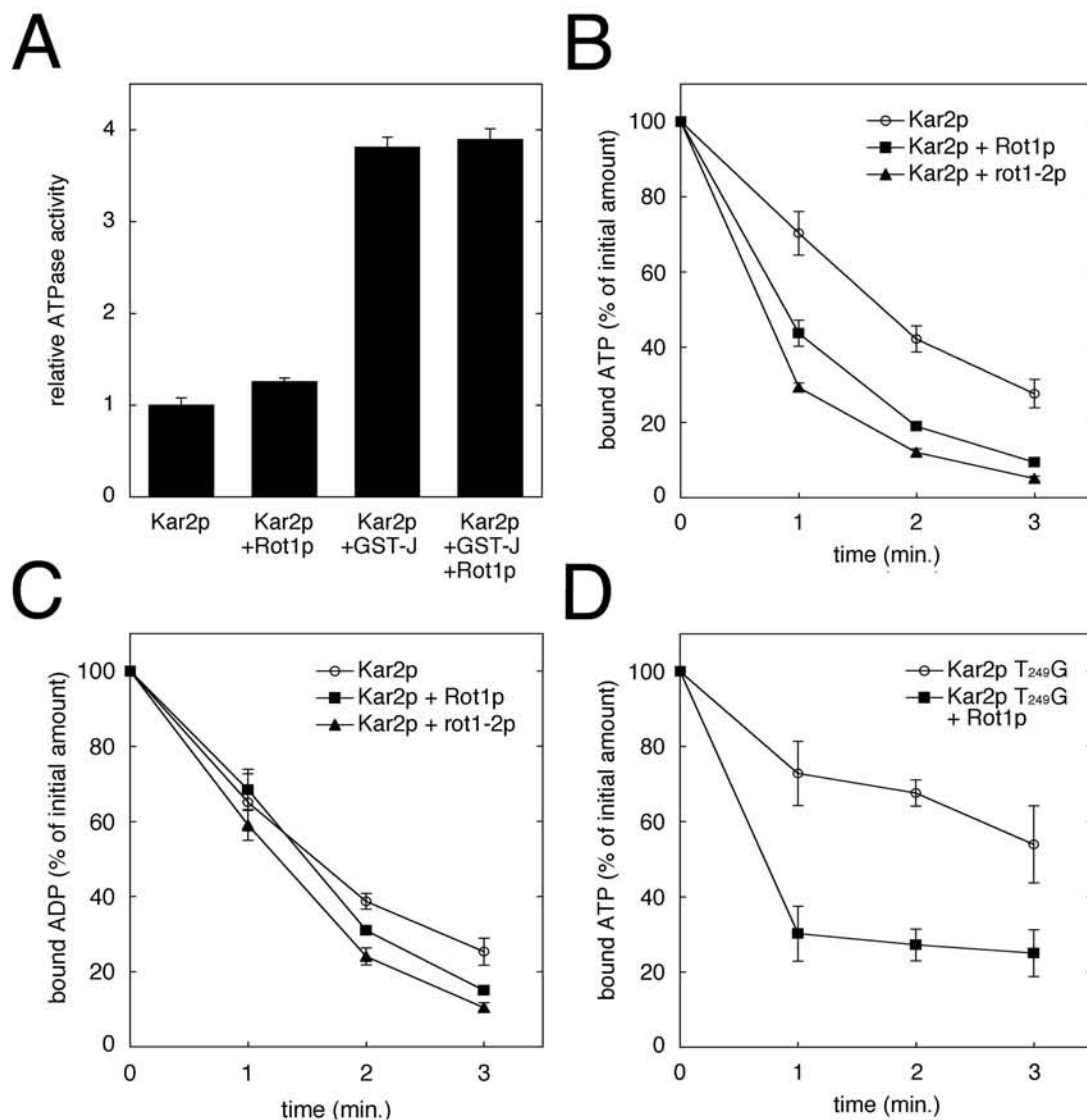 A
relative ATPase activity
4
3
2
1
0
Kar2p
Kar2p
+Rot1p
Kar2p
+GST-J
Kar2p
+GST-J
+Rot1p
B
bound ATP (% of initial amount)
100
80
60
40
20
0
Kar2p
Kar2p + Rot1p
Kar2p + rot1-2p
0 1 2 3
time (min.)
C
bound ADP (% of initial amount)
100
80
60
40
20
0
Kar2p
Kar2p + Rot1p
Kar2p + rot1-2p
0 1 2 3
time (min.)
D
bound ATP (% of initial amount)
100
80
60
40
20
0
Kar2p T₂₄₉G
Kar2p T₂₄₉G
+ Rot1p
0 1 2 3
time (min.)